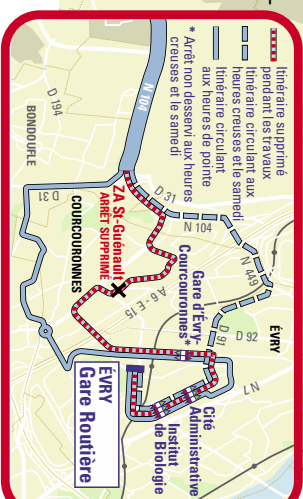 Itinéraire supprimé
pendant les travaux
Itinéraire circulant aux
heures creuses et le samedi
Itinéraire circulant
aux heures de pointe
* Arrêt non desservi aux heures
creuses et le samedi
N 104
D 194
BONDOUFLE
D 31
D 31
N 104
N 449
ÉVRY
D 92
D 91
N7
A 6 - E 15
ZA St-Guénault
ARRÊT SUPPRIMÉ
COURCOURONNES
Gare d'Évry-
Courcouronnes*
Cité
Administrative
Institut
de Biologie
ÉVRY
Gare Routière